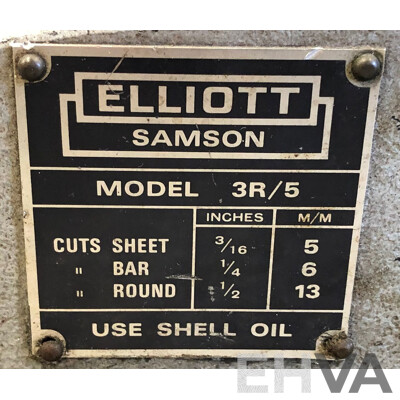 ELLIOTT
SAMSON
MODEL 3R/5
INCHES M/M
CUTS SHEET 3/16 5
" BAR 1/4 6
" ROUND 1/2 13
USE SHELL OIL
EHVA